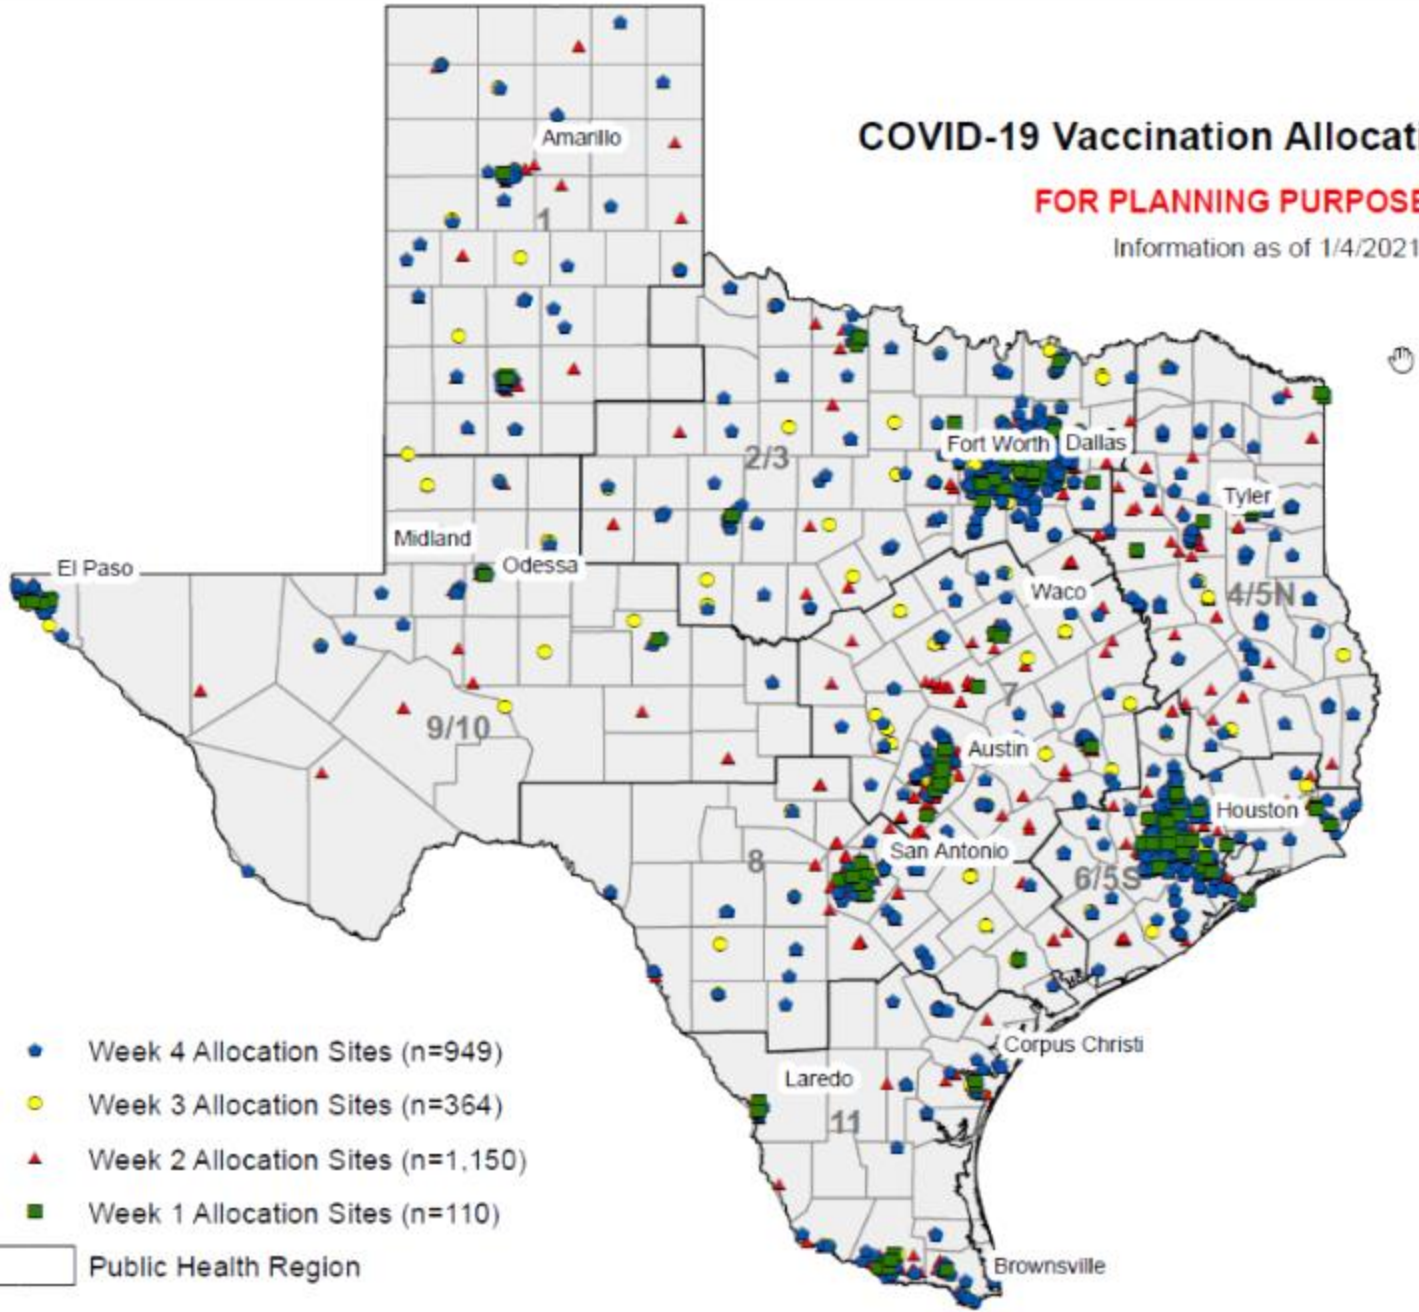 COVID-19 Vaccination Allocati
FOR PLANNING PURPOSE
Information as of 1/4/2021
Amarillo
1
Fort Worth
Dallas
2/3
Tyler
Midland
Odessa
El Paso
Waco
4/5N
7
9/10
Austin
Houston
San Antonio
8
6/5S
Corpus Christi
Laredo
11
Brownsville
Week 4 Allocation Sites (n=949)
Week 3 Allocation Sites (n=364)
Week 2 Allocation Sites (n=1,150)
Week 1 Allocation Sites (n=110)
Public Health Region